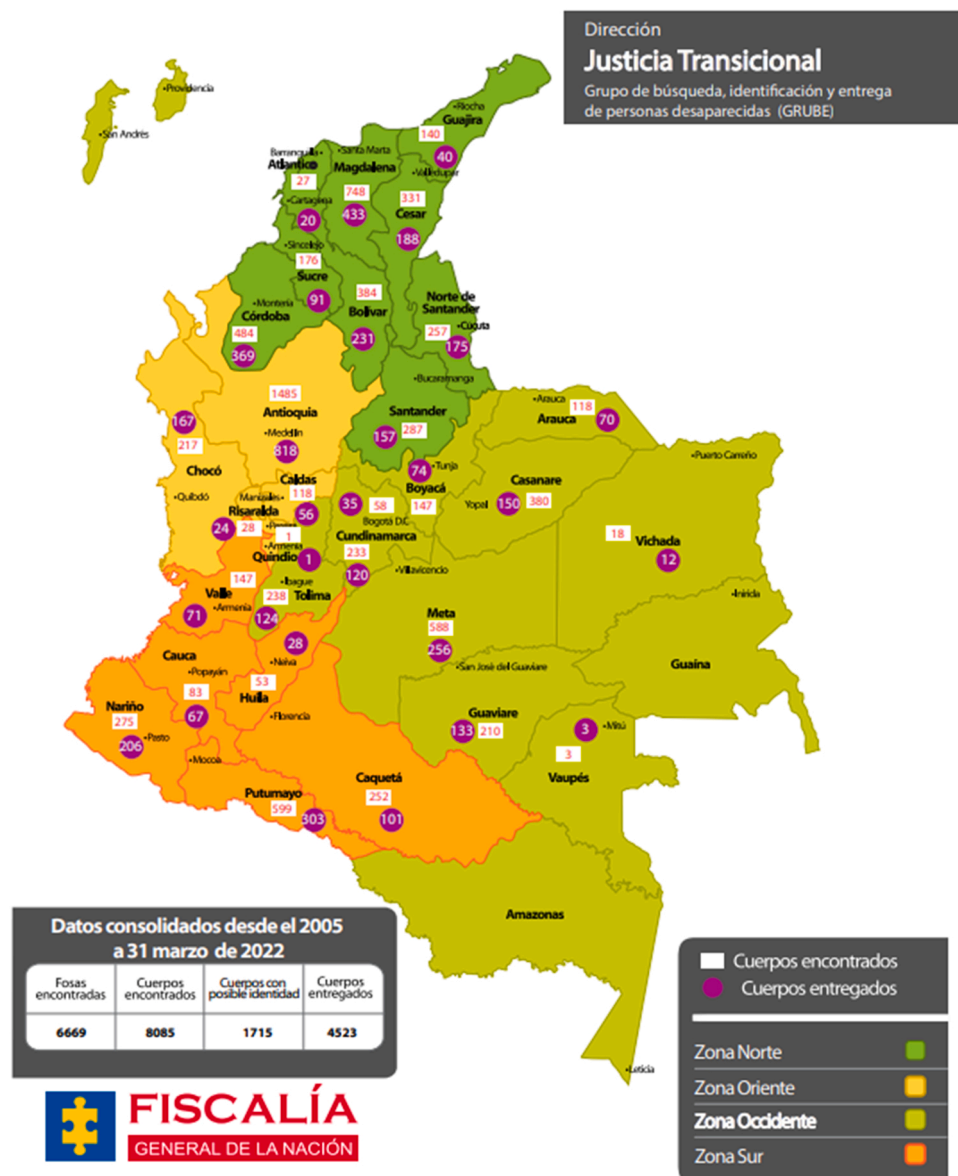 Dirección
Justicia Transicional
Grupo de búsqueda, identificación y entrega
de personas desaparecidas (GRUBE)
•Providencia
•San Andrés
•Riocha
Guajira
140
40
Barranquilla•
Atlantico
27
•Cartagena
20
•Santa Marta
Magdalena
748
433
•Valledupar
331
Cesar
188
•Sincelejo
176
Sucre
91
384
Bolívar
231
Norte de
Santander
•Cúcuta
257
175
•Montería
Córdoba
484
369
•Bucaramanga
Santander
157
287
1485
Antioquia
•Medellín
818
167
217
Chocó
•Quibdó
•Arauca
118
Arauca
70
•Puerto Carreño
74
•Tunja
Boyacá
147
Casanare
Yopal•
150
380
Caldas
Manizales•
118
56
Risaralda
24
28
•Pereira
1
•Armenia
Quindio
1
35
58
Bogotá D.C
Cundinamarca
233
120
•Villavicencio
18
Vichada
12
•Inirida
147
Valle
•Armenia
71
•Ibague
238
Tolima
124
Meta
588
256
•San José del Guaviare
Guaína
28
•Neiva
53
Huila
•Florencia
Cauca
•Popayán
83
67
Nariño
275
•Pasto
206
133
210
Guaviare
3
•Mitú
3
Vaupés
•Mocoa
Putumayo
599
303
Caquetá
252
101
Amazonas
•Leticia
Datos consolidados desde el 2005
a 31 marzo de 2022
Fosas encontradas
Cuerpos encontrados
Cuerpos con posible identidad
Cuerpos entregados
6669
8085
1715
4523
FISCALÍA
GENERAL DE LA NACIÓN
Cuerpos encontrados
Cuerpos entregados
Zona Norte
Zona Oriente
Zona Occidente
Zona Sur